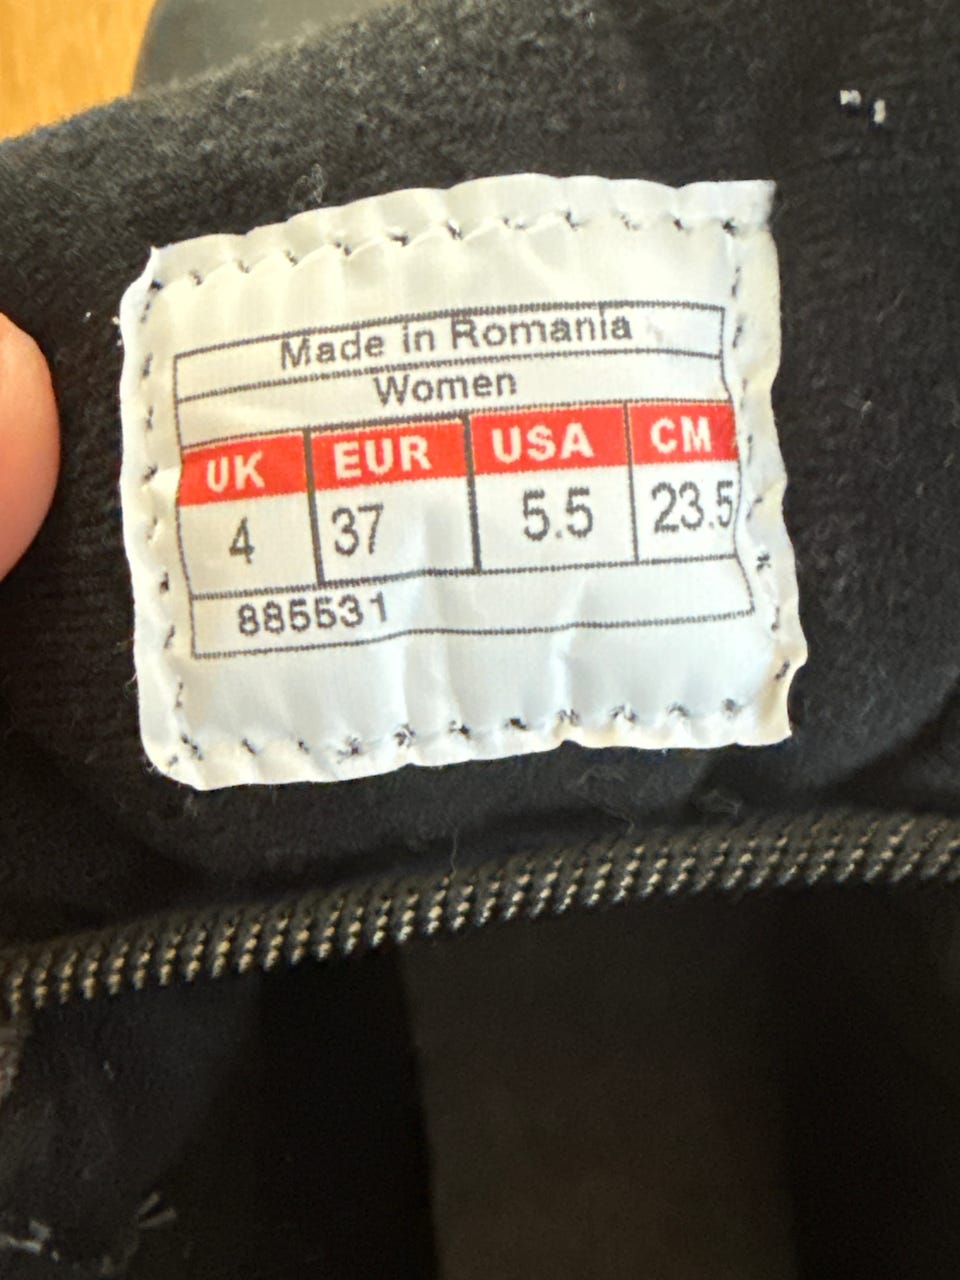 Made in Romania
Women
UK EUR USA CM
4 37 5.5 23.5
885531